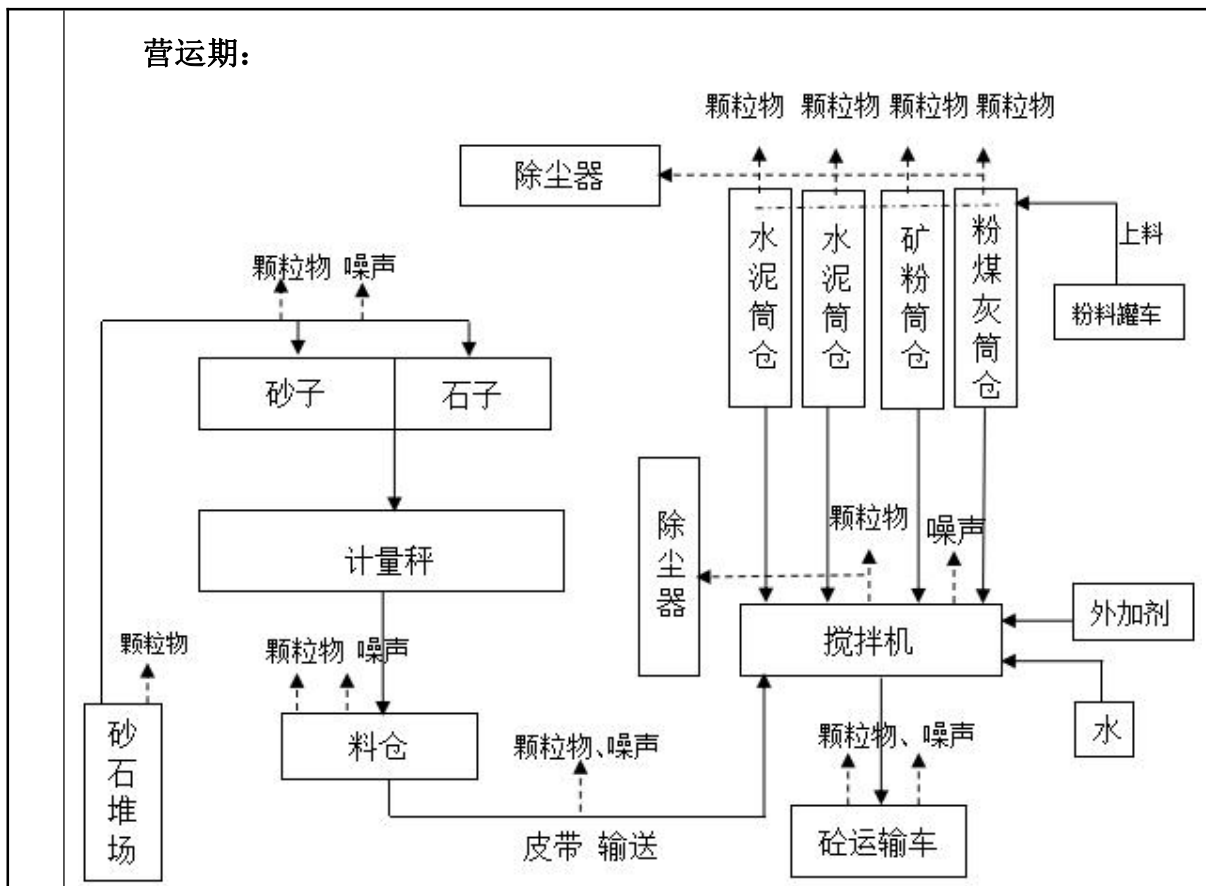 营运期：
颗粒物 颗粒物 颗粒物 颗粒物
除尘器
水泥筒仓
水泥筒仓
矿粉筒仓
粉煤灰筒仓
上料
粉料罐车
颗粒物 噪声
砂子
石子
计量秤
除尘器
颗粒物
噪声
搅拌机
外加剂
水
颗粒物
颗粒物 噪声
砂石堆场
料仓
颗粒物、噪声
皮带 输送
颗粒物、噪声
砼运输车